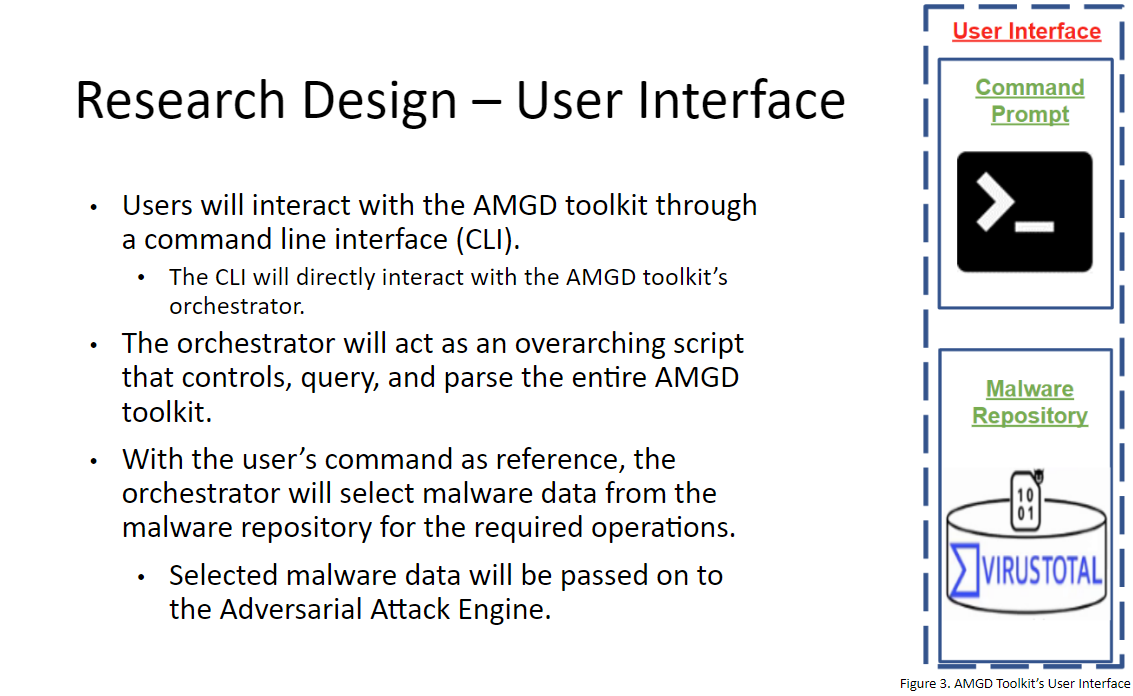 Research Design – User Interface
• Users will interact with the AMGD toolkit through
a command line interface (CLI).
• The CLI will directly interact with the AMGD toolkit’s
orchestrator.
• The orchestrator will act as an overarching script
that controls, query, and parse the entire AMGD
toolkit.
• With the user’s command as reference, the
orchestrator will select malware data from the
malware repository for the required operations.
• Selected malware data will be passed on to
the Adversarial Attack Engine.
User Interface
Command
Prompt
Malware
Repository
10
01
VIRUSTOTAL
Figure 3. AMGD Toolkit’s User Interface